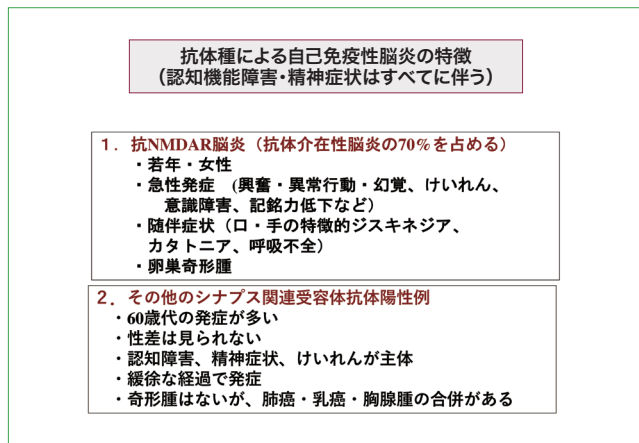 抗体種による自己免疫性脳炎の特徴
（認知機能障害・精神症状はすべてに伴う）
１．抗NMDAR脳炎（抗体介在性脳炎の70％を占める）
・若年・女性
・急性発症　(興奮・異常行動・幻覚、けいれん、
意識障害、記銘力低下など）
・随伴症状（口・手の特徴的ジスキネジア、
カタトニア、呼吸不全）
・卵巣奇形腫
２．その他のシナプス関連受容体抗体陽性例
・60歳代の発症が多い
・性差は見られない
・認知障害、精神症状、けいれんが主体
・緩徐な経過で発症
・奇形腫はないが、肺癌・乳癌・胸腺腫の合併がある